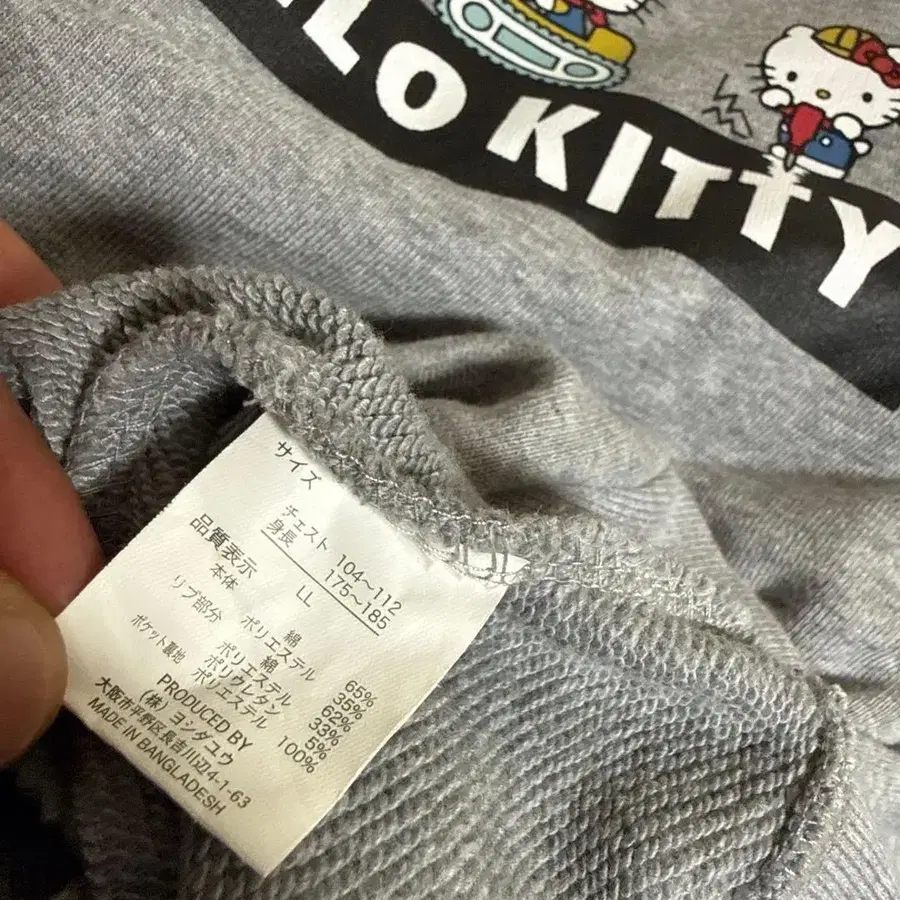 LO KITTY
サイズ
チェスト 104~112
身長 175~185
LL
品質表示
本体 綿 65%
ポリエステル 35%
リブ部分 綿 62%
ポリエステル 33%
ポリウレタン 5%
ポケット裏地 ポリエステル 100%
PRODUCED BY
(株)ヨシダユウ
大阪市平野区長吉川辺4-1-63
MADE IN BANGLADESH